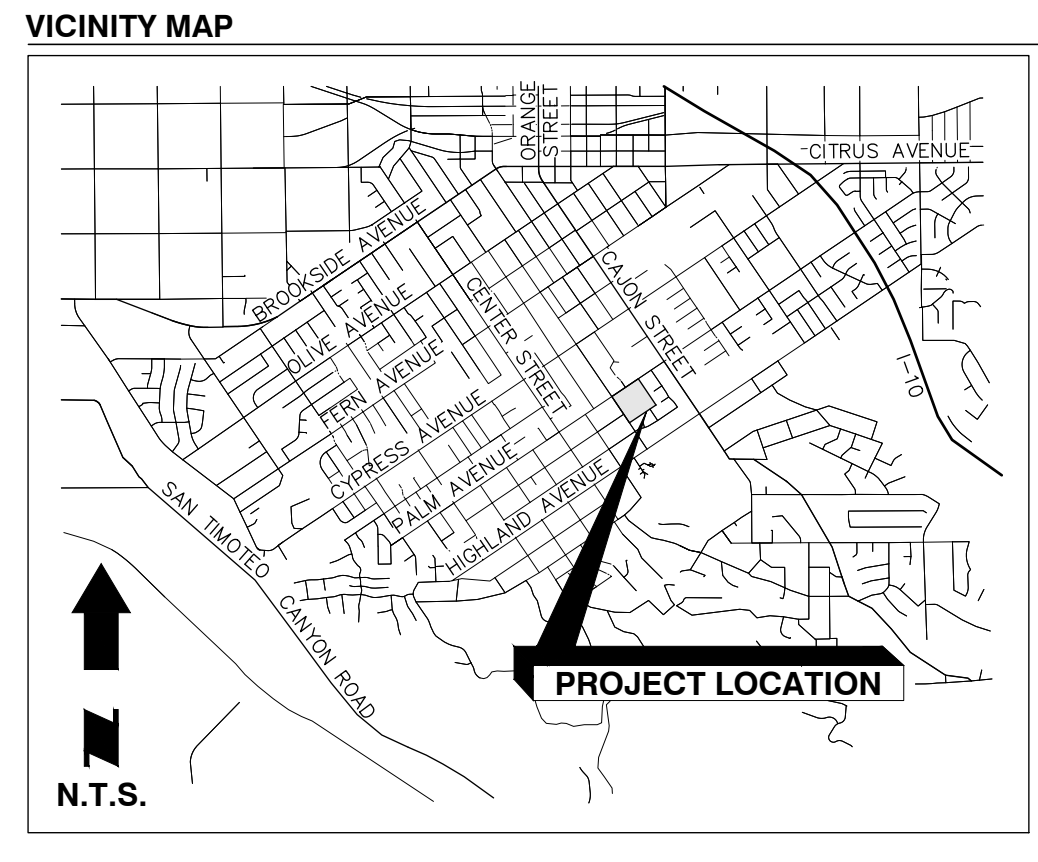 VICINITY MAP
ORANGE
STREET
CITRUS AVENUE
BROOKSIDE AVENUE
OLIVE AVENUE
FERN AVENUE
CYPRESS AVENUE
PALM AVENUE
HIGHLAND AVENUE
CENTER STREET
CAJON STREET
I-10
SAN TIMOTEO
CANYON ROAD
PROJECT LOCATION
N
N.T.S.